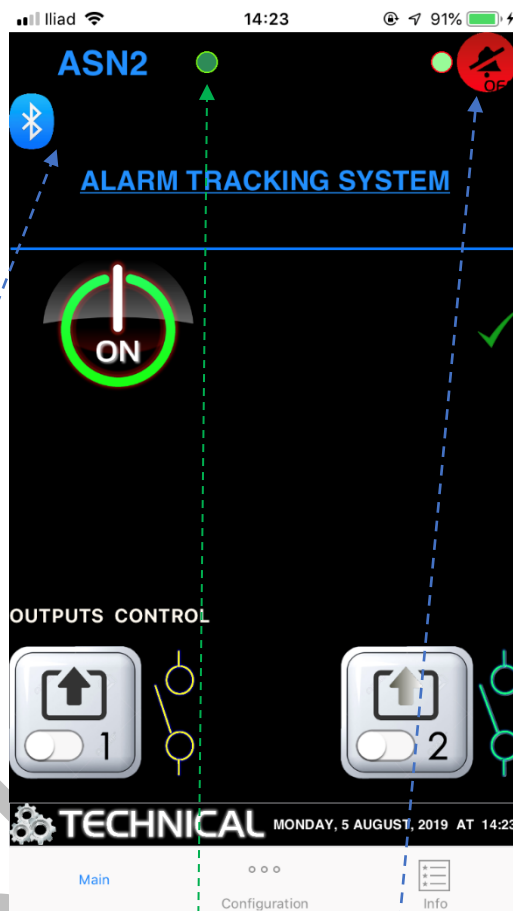 Iliad 14:23 91%
ASN2
OFF
ALARM TRACKING SYSTEM
ON
OUTPUTS CONTROL
1 2
TECHNICAL MONDAY, 5 AUGUST, 2019 AT 14:23
Main Configuration Info